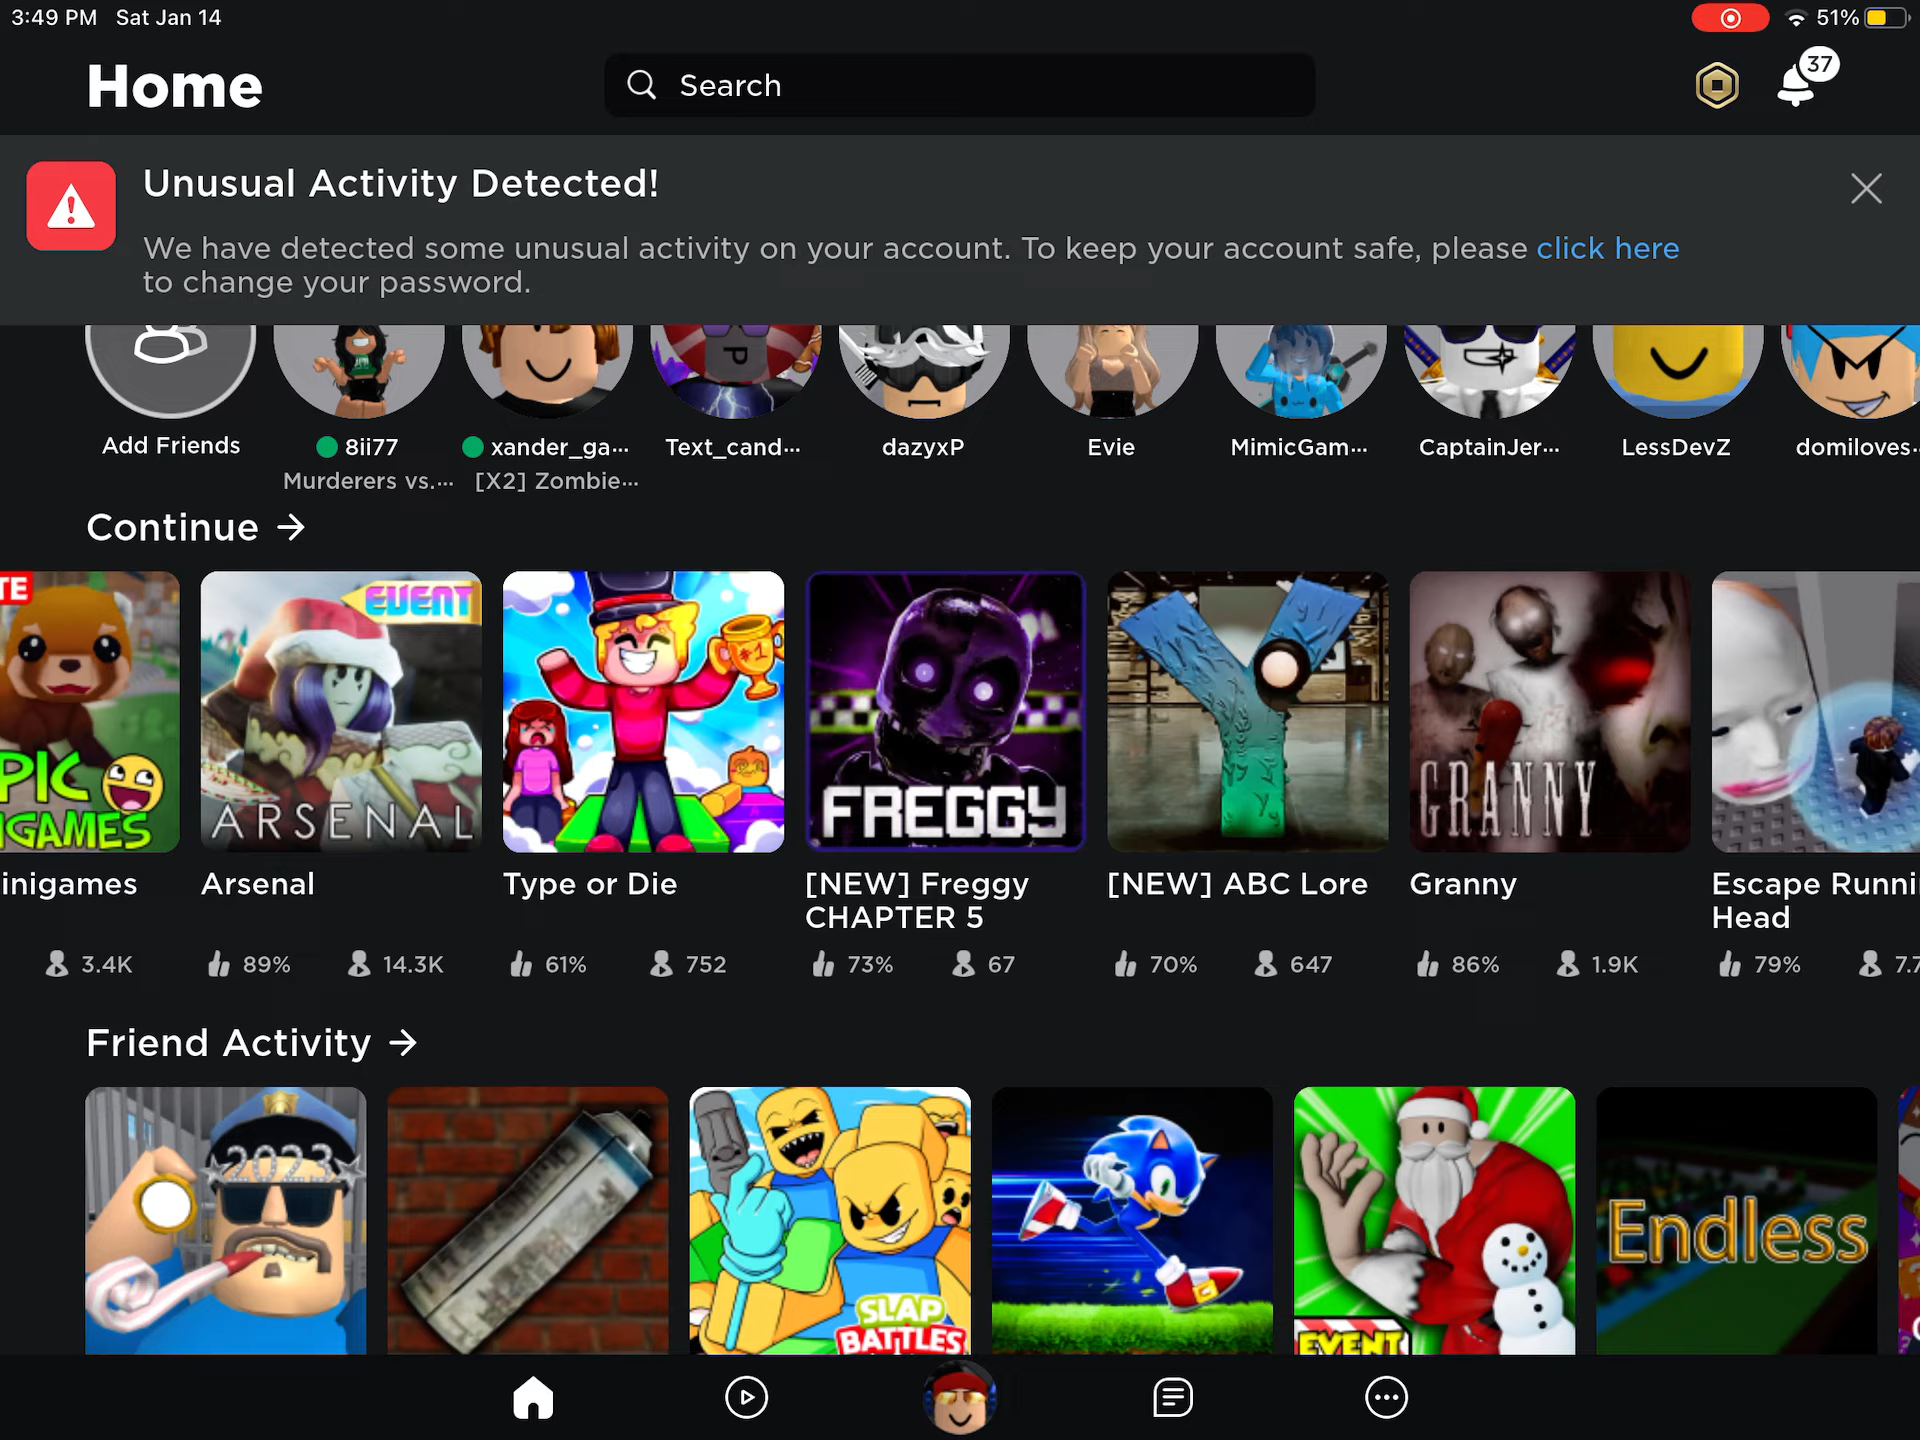 3:49 PM Sat Jan 14
51%
Home
Search
37
Unusual Activity Detected!
We have detected some unusual activity on your account. To keep your account safe, please click here
to change your password.
Add Friends
8ii77
xander_ga...
Text_cand...
dazyxP
Evie
MimicGam...
CaptainJer...
LessDevZ
domiloves...
Murderers vs....
[X2] Zombie...
Continue →
TE
PIC
IGAMES
EVENT
ARSENAL
#1
FREGGY
GRANNY
inigames
Arsenal
Type or Die
[NEW] Freggy
CHAPTER 5
[NEW] ABC Lore
Granny
Escape Runni
Head
3.4K
89%
14.3K
61%
752
73%
67
70%
647
86%
1.9K
79%
7.7
Friend Activity →
2023
SLAP
BATTLES
EVENT
Endless